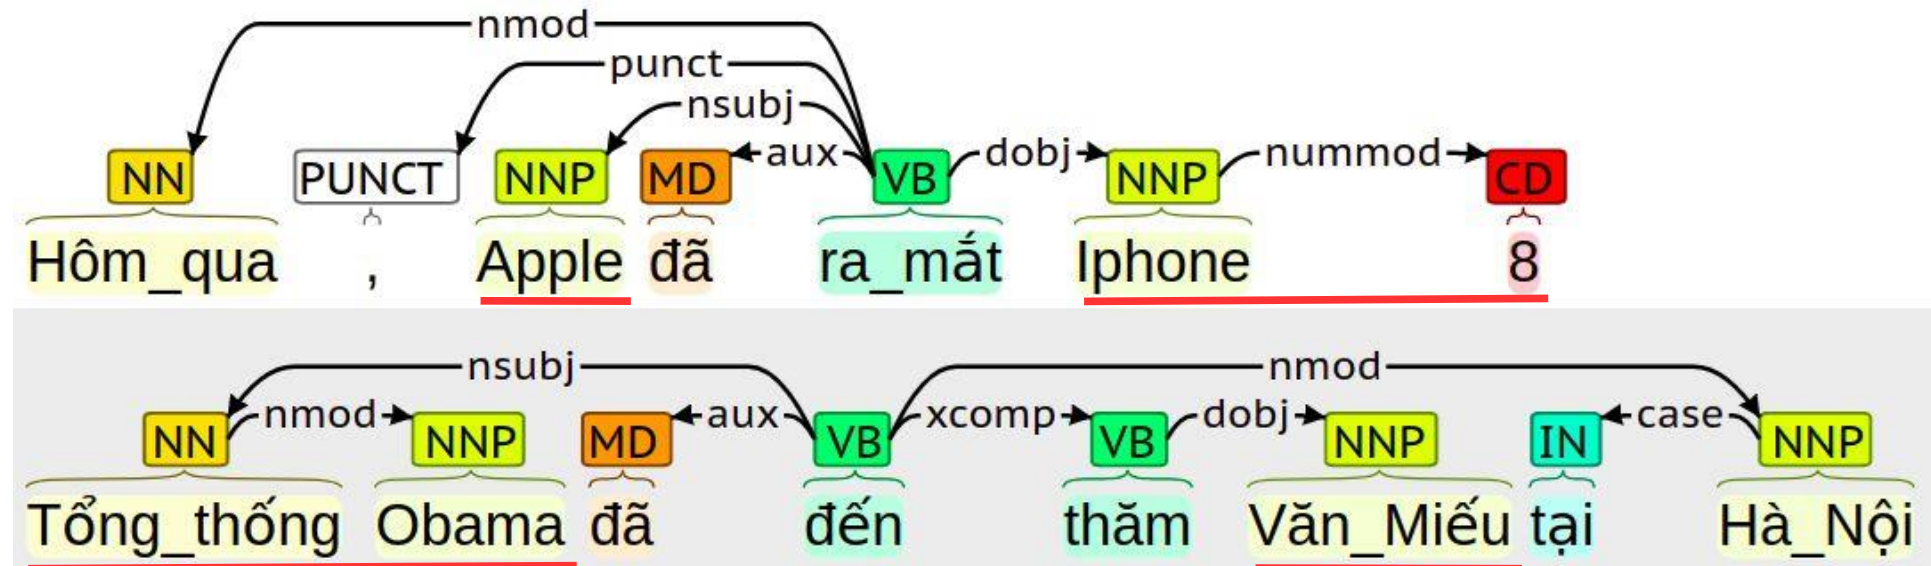 nmod
punct
nsubj
NN PUNCT NNP MD aux VB dobj NNP nummod CD
Hôm_qua , Apple đã ra_mắt Iphone 8
nsubj nmod
NN nmod NNP MD aux VB xcomp VB dobj NNP IN case NNP
Tổng_thống Obama đã đến thăm Văn_Miếu tại Hà_Nội